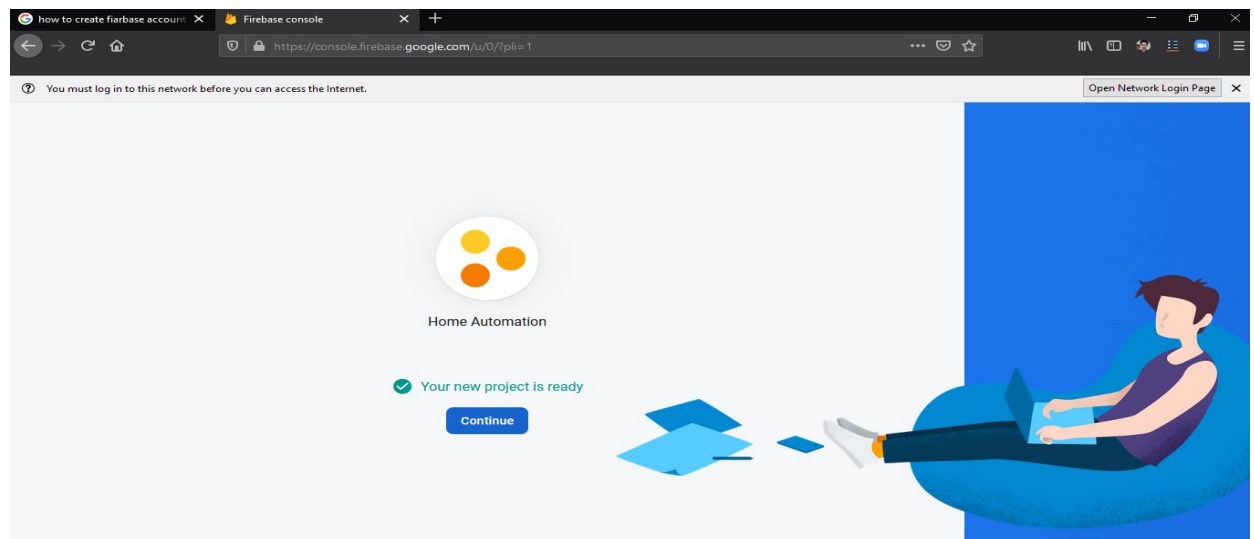 how to create fiarbase account
Firebase console
https://console.firebase.google.com/u/0/?pli=1
You must log in to this network before you can access the Internet.
Open Network Login Page
Home Automation
Your new project is ready
Continue